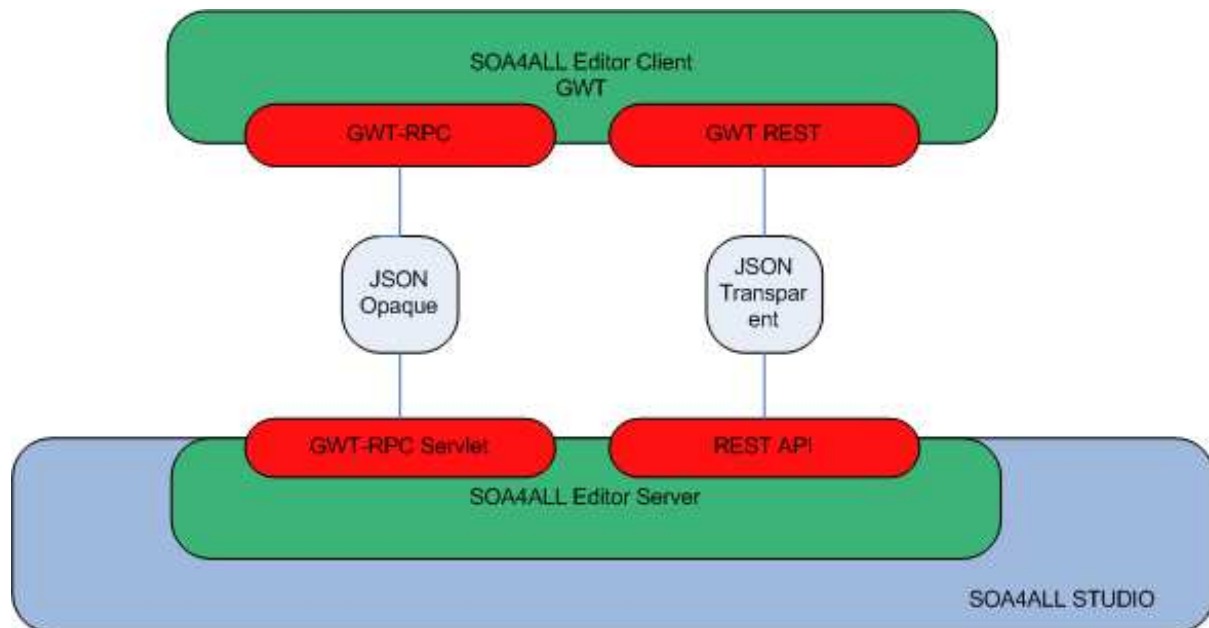 SOA4ALL Editor Client
GWT
GWT-RPC
GWT REST
JSON
Opaque
JSON
Transpar
ent
GWT-RPC Servlet
REST API
SOA4ALL Editor Server
SOA4ALL STUDIO